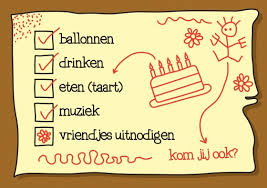 ballonnen
drinken
eten (taart)
muziek
vriendjes uitnodigen
kom jij ook?